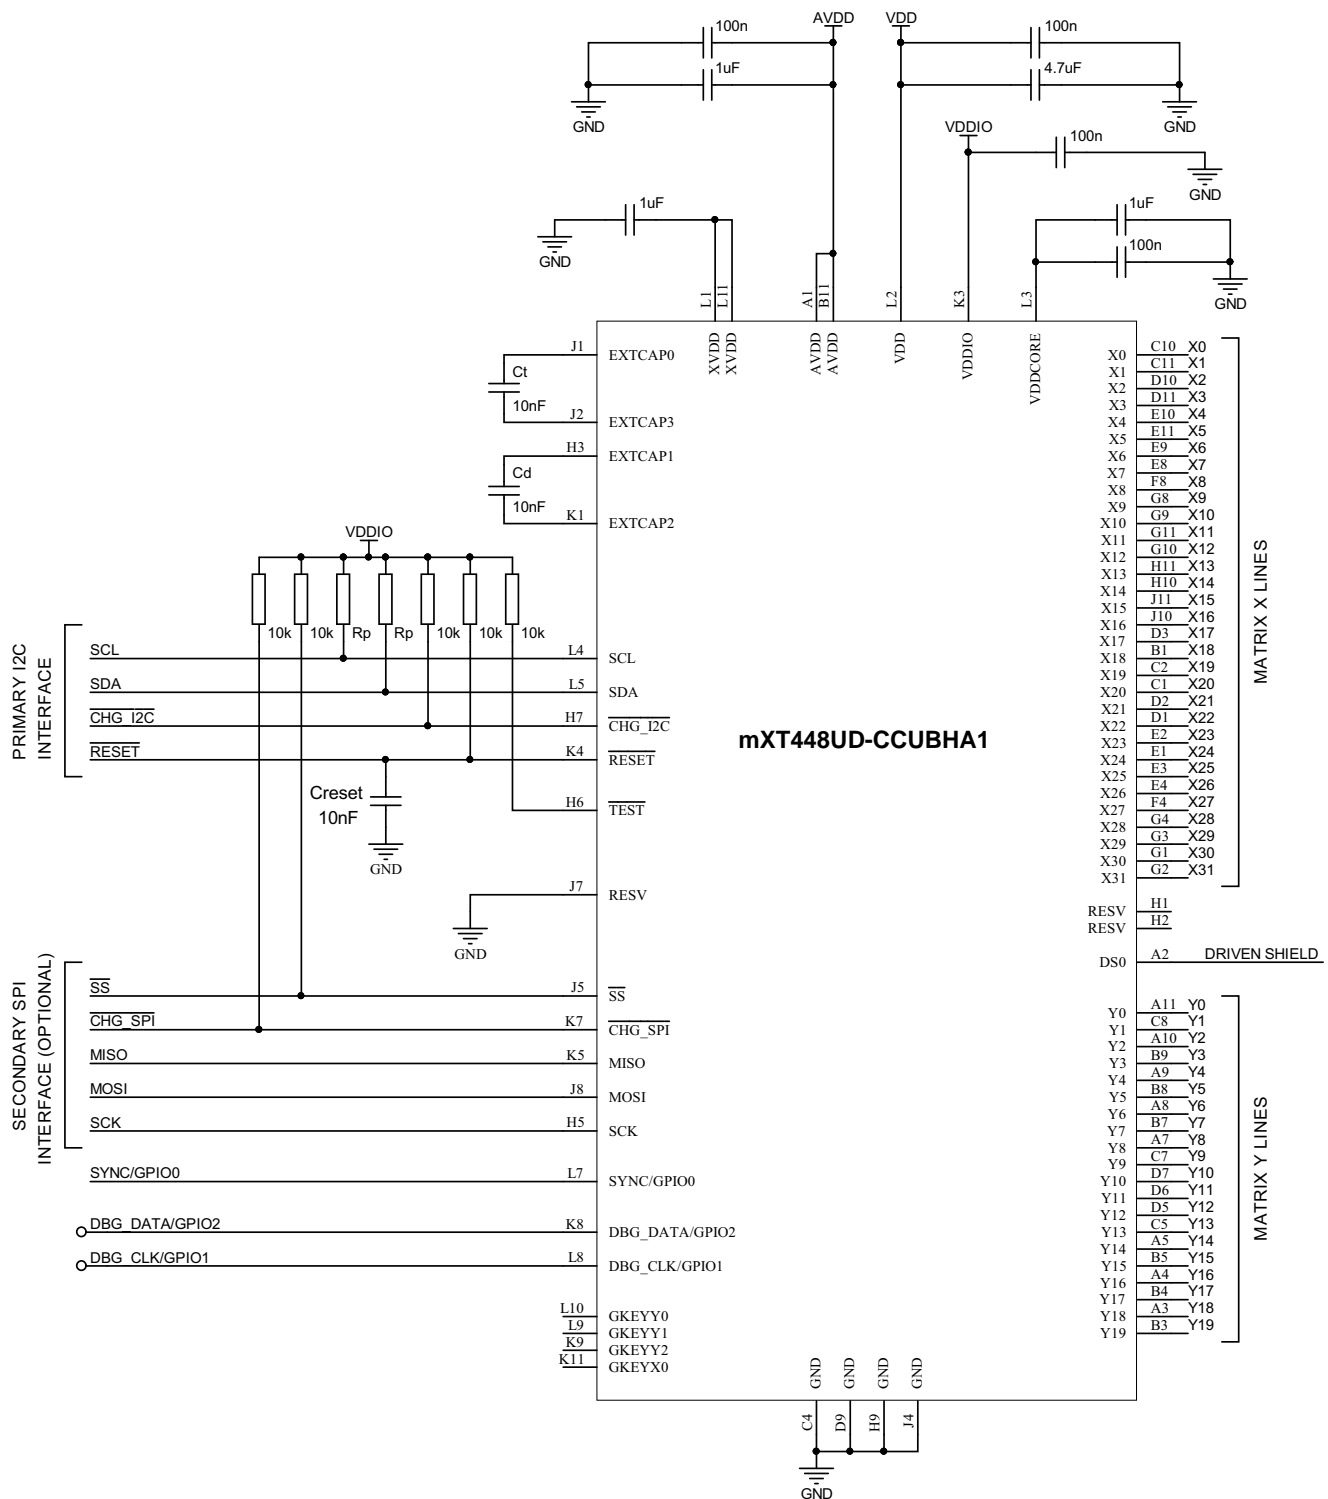 AVDD
VDD
100n
100n
1uF
4.7uF
GND
GND
VDDIO
100n
GND
1uF
GND
1uF
100n
GND
L1
L11
A1
B11
L2
K3
L3
XVDD
XVDD
AVDD
AVDD
VDD
VDDIO
VDDCORE
J1 EXTCAP0
Ct
10nF
J2 EXTCAP3
H3 EXTCAP1
Cd
10nF
K1 EXTCAP2
VDDIO
10k 10k Rp Rp 10k 10k 10k
PRIMARY I2C
INTERFACE
SCL L4 SCL
SDA L5 SDA
CHG_I2C H7 CHG_I2C
RESET K4 RESET
Creset
10nF
GND
H6 TEST
J7 RESV
GND
SECONDARY SPI
INTERFACE (OPTIONAL)
SS J5 SS
CHG_SPI K7 CHG_SPI
MISO K5 MISO
MOSI J8 MOSI
SCK H5 SCK
SYNC/GPIO0 L7 SYNC/GPIO0
DBG_DATA/GPIO2 K8 DBG_DATA/GPIO2
DBG_CLK/GPIO1 L8 DBG_CLK/GPIO1
L10 GKEYY0
L9 GKEYY1
K9 GKEYY2
K11 GKEYX0
mXT448UD-CCUBHA1
X0 C10 X0
X1 C11 X1
X2 D10 X2
X3 D11 X3
X4 E10 X4
X5 E11 X5
X6 E9 X6
X7 E8 X7
X8 F8 X8
X9 G8 X9
X10 G9 X10
X11 G11 X11
X12 G10 X12
X13 H11 X13
X14 H10 X14
X15 J11 X15
X16 J10 X16
X17 D3 X17
X18 B1 X18
X19 C2 X19
X20 C1 X20
X21 D2 X21
X22 D1 X22
X23 E2 X23
X24 E1 X24
X25 E3 X25
X26 E4 X26
X27 F4 X27
X28 G4 X28
X29 G3 X29
X30 G1 X30
X31 G2 X31
MATRIX X LINES
RESV H1
RESV H2
DS0 A2 DRIVEN SHIELD
Y0 A11 Y0
Y1 C8 Y1
Y2 A10 Y2
Y3 B9 Y3
Y4 A9 Y4
Y5 B8 Y5
Y6 A8 Y6
Y7 B7 Y7
Y8 A7 Y8
Y9 C7 Y9
Y10 D7 Y10
Y11 D6 Y11
Y12 D5 Y12
Y13 C5 Y13
Y14 A5 Y14
Y15 B5 Y15
Y16 A4 Y16
Y17 B4 Y17
Y18 A3 Y18
Y19 B3 Y19
MATRIX Y LINES
GND
GND
GND
GND
C4
D9
H9
J4
GND